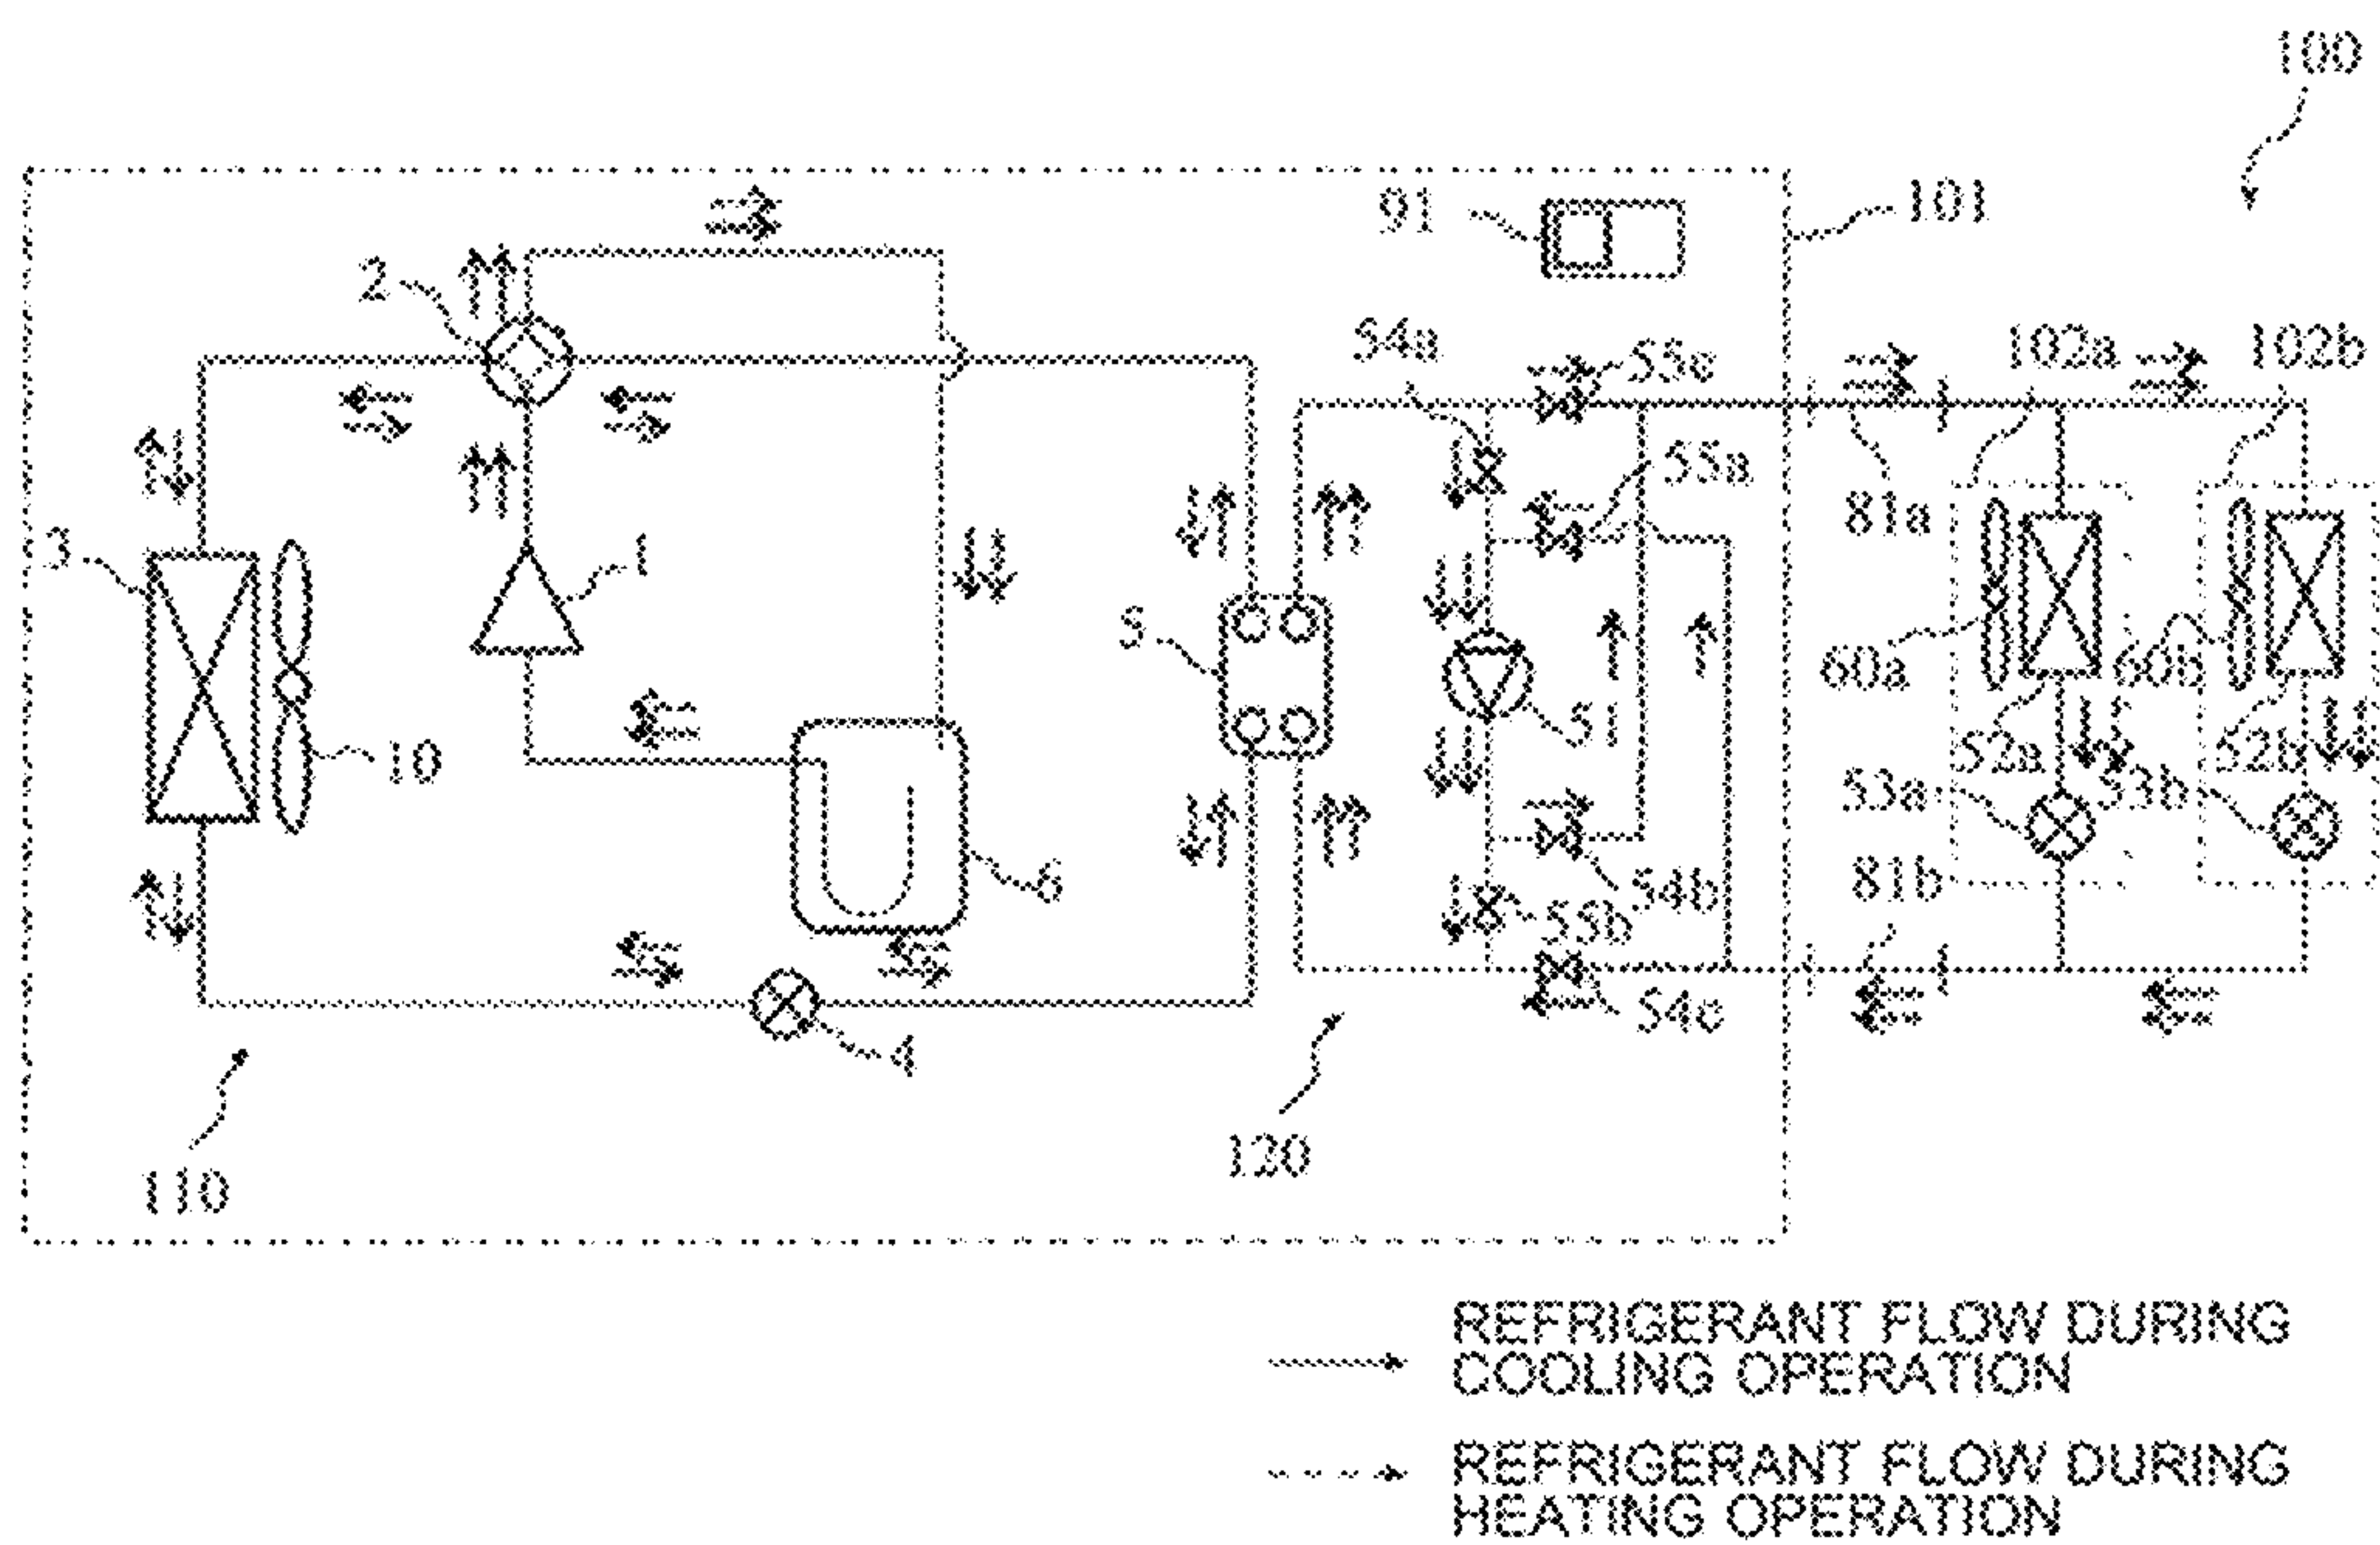 100
91
101
2
54a
55c
102a
102b
55a
81a
3
1
5
60a
60b
51
52a
52b
10
53a
53b
6
54b
81b
55b
54c
4
120
110
REFRIGERANT FLOW DURING
COOLING OPERATION
REFRIGERANT FLOW DURING
HEATING OPERATION